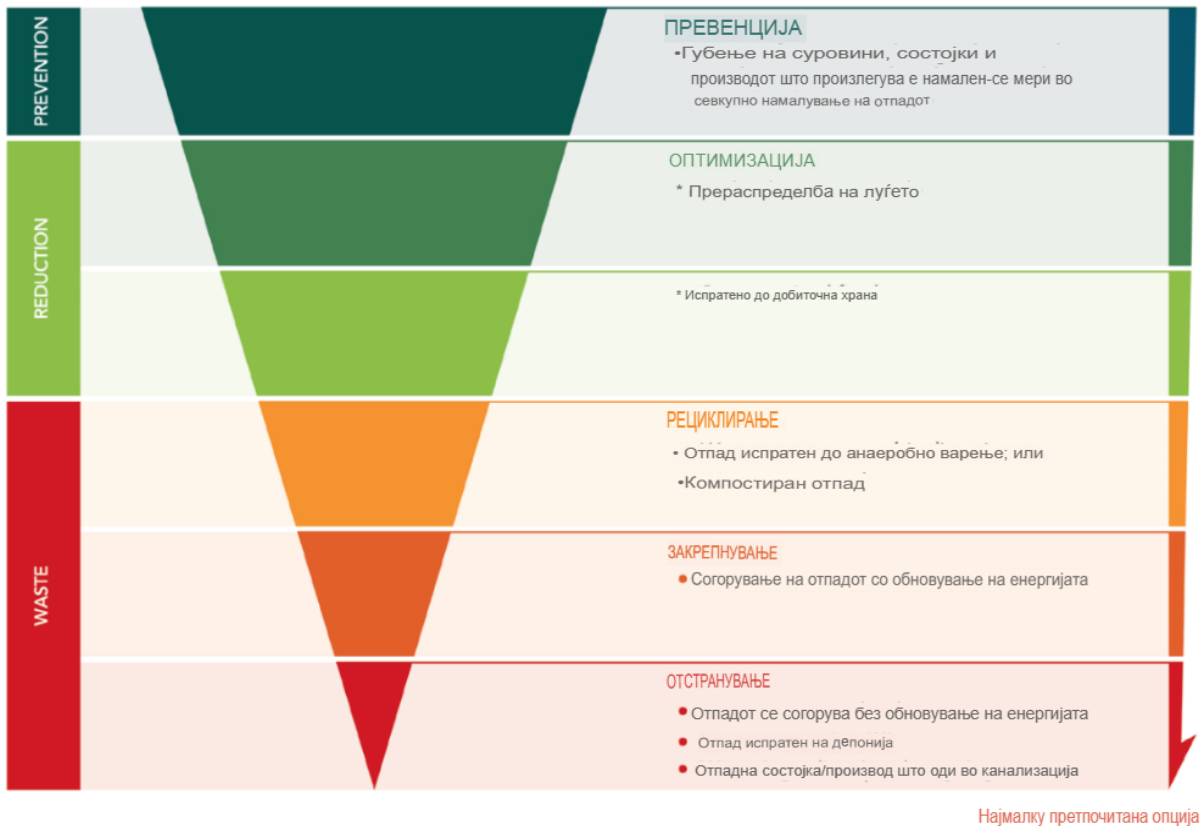 PREVENTION
ПРЕВЕНЦИЈА
•Губење на суровини, состојки и
производот што произлегува е намален-се мери во
севкупно намалување на отпадот
REDUCTION
ОПТИМИЗАЦИЈА
* Прераспределба на луѓето
* Испратено до добиточна храна
WASTE
РЕЦИКЛИРАЊЕ
• Отпад испратен до анаеробно варење; или
•Компостиран отпад
ЗАКРЕПНУВАЊЕ
• Согорување на отпадот со обновување на енергијата
ОТСТРАНУВАЊЕ
• Отпадот се согорува без обновување на енергијата
• Отпад испратен на депонија
• Отпадна состојка/производ што оди во канализација
Најмалку претпочитана опција